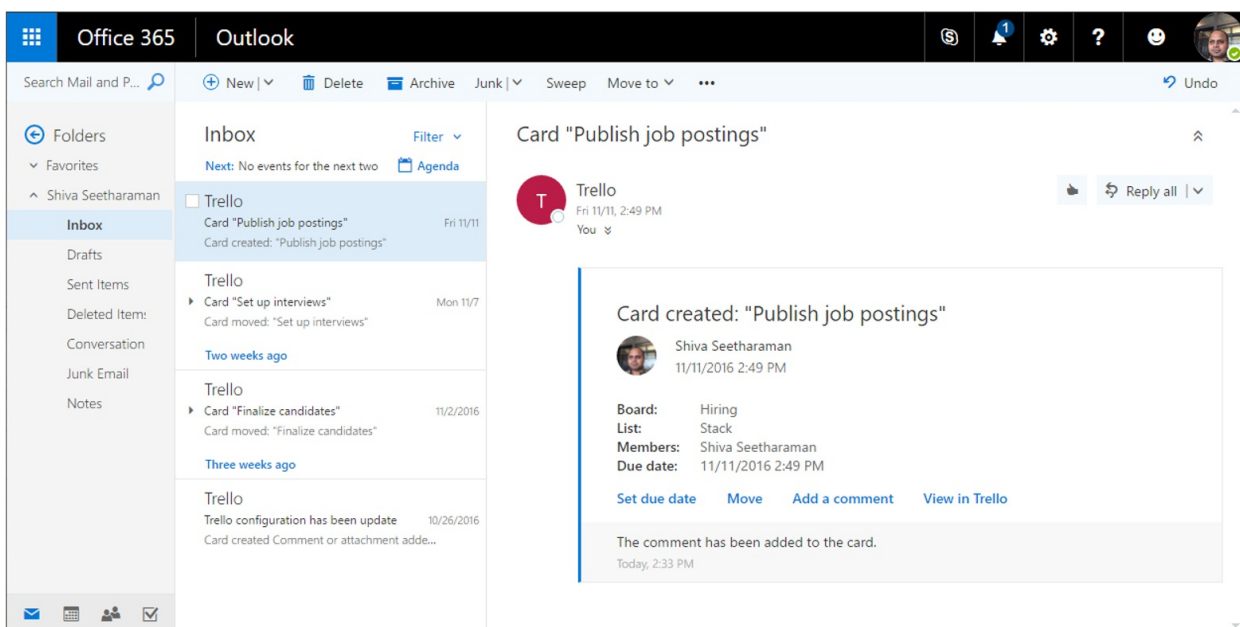 Office 365 Outlook 1 ?
Search Mail and P... New Delete Archive Junk Sweep Move to ••• Undo
Folders
Favorites
Shiva Seetharaman
Inbox
Drafts
Sent Items
Deleted Item:
Conversation
Junk Email
Notes
Inbox Filter
Next: No events for the next two Agenda
Trello
Card "Publish job postings" Fri 11/11
Card created: "Publish job postings"
Trello
Card "Set up interviews" Mon 11/7
Card moved: "Set up interviews"
Two weeks ago
Trello
Card "Finalize candidates" 11/2/2016
Card moved: "Finalize candidates"
Three weeks ago
Trello
Trello configuration has been update 10/26/2016
Card created Comment or attachment adde...
Card "Publish job postings"
T
Trello
Fri 11/11, 2:49 PM
You
Reply all
Card created: "Publish job postings"
Shiva Seetharaman
11/11/2016 2:49 PM
Board: Hiring
List: Stack
Members: Shiva Seetharaman
Due date: 11/11/2016 2:49 PM
Set due date Move Add a comment View in Trello
The comment has been added to the card.
Today, 2:33 PM